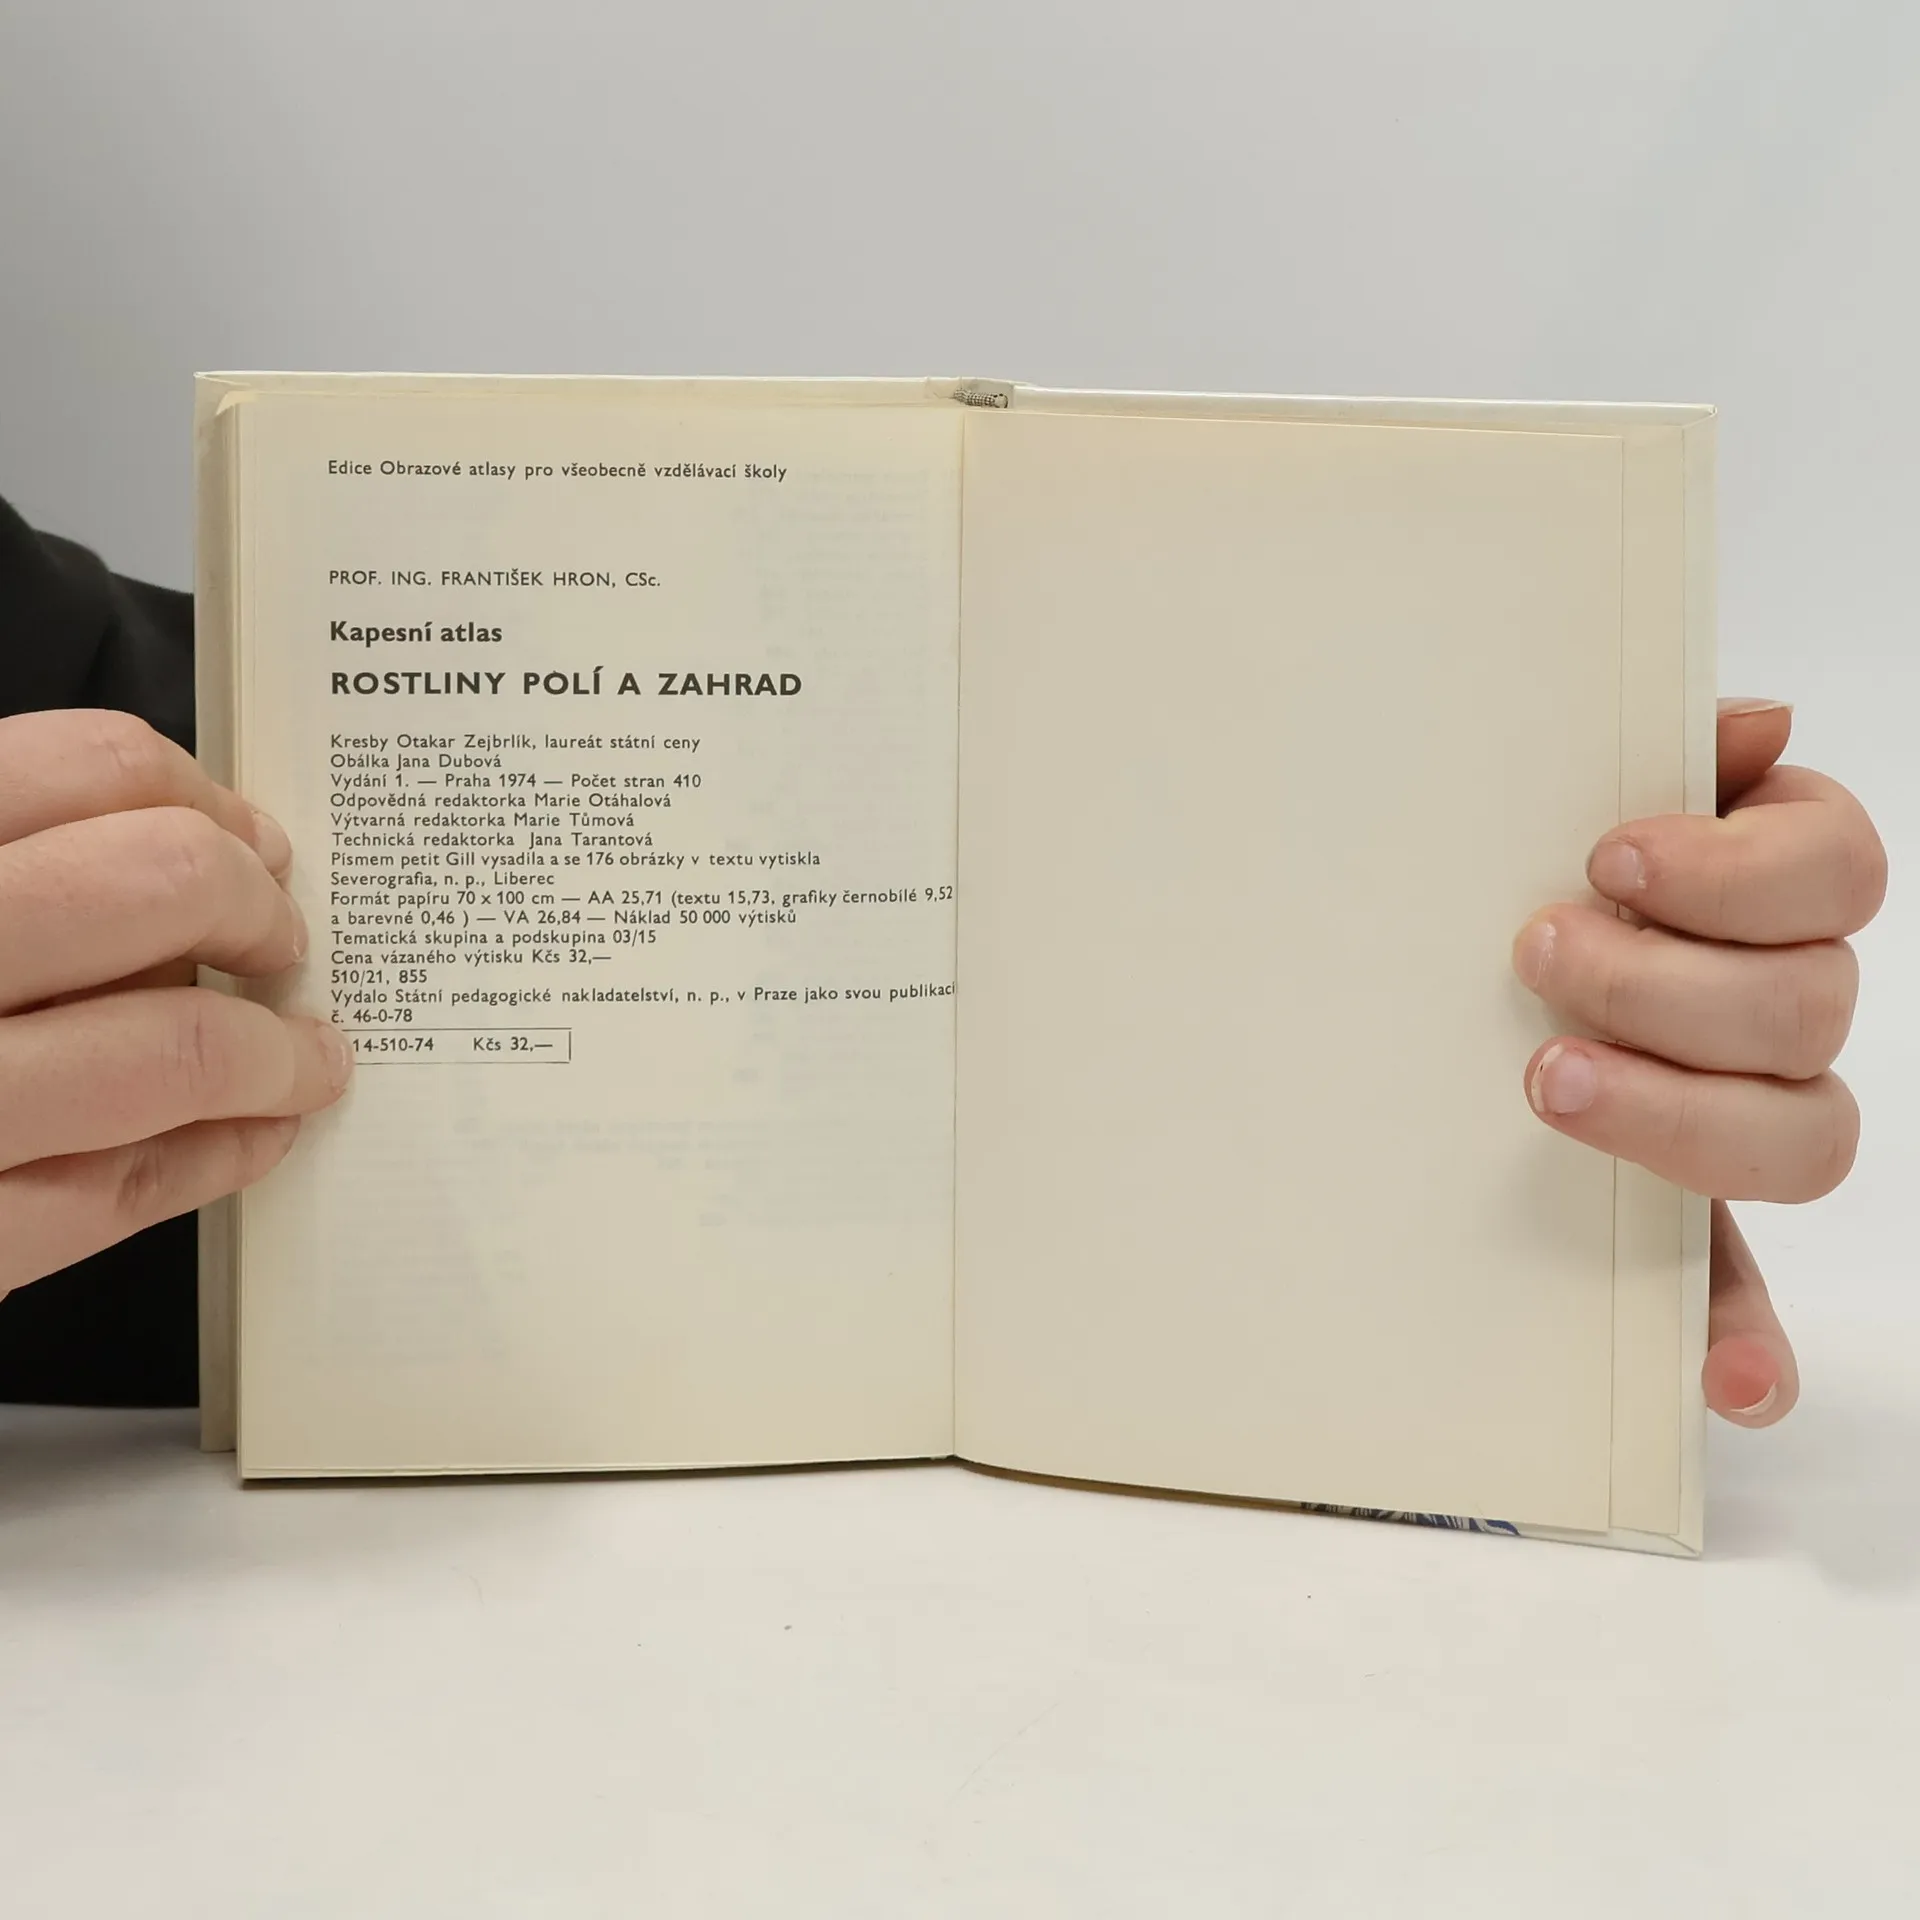 Edice Obrazové atlasy pro všeobecně vzdělávací školy
PROF. ING. FRANTIŠEK HRON, CSc.
Kapesní atlas
ROSTLINY POLÍ A ZAHRAD
Kresby Otakar Zejbrlík, laureát státní ceny
Obálka Jana Dubová
Vydání 1. — Praha 1974 — Počet stran 410
Odpovědná redaktorka Marie Otáhalová
Výtvarná redaktorka Marie Tůmová
Technická redaktorka Jana Tarantová
Písmem petit Gill vysadila a se 176 obrázky v textu vytiskla
Severografia, n. p., Liberec
Formát papíru 70 x 100 cm — AA 25,71 (textu 15,73, grafiky černobílé 9,52
a barevné 0,46 ) — VA 26,84 — Náklad 50 000 výtisků
Tematická skupina a podskupina 03/15
Cena vázaného výtisku Kčs 32,—
510/21, 855
Vydalo Státní pedagogické nakladatelství, n. p., v Praze jako svou publikaci
č. 46-0-78
14-510-74 Kčs 32,—